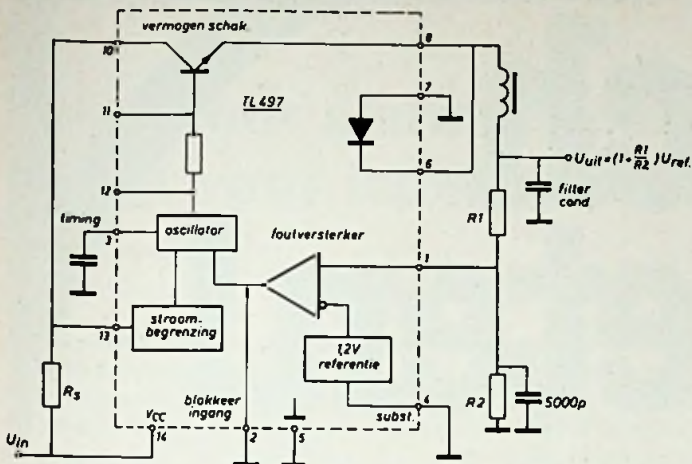 vermogen schak.
10
8
11
TL497
7
12
6
Uuit=(1+R1/R2)Uref.
filter
cond
timing
3
oscillator
foutversterker
R1
1
13
stroom-
begrenzing
1,2V
referentie
Rs
R2
5000p
blokkeer
ingang
4
subst.
VCC
14
2
5
Uin